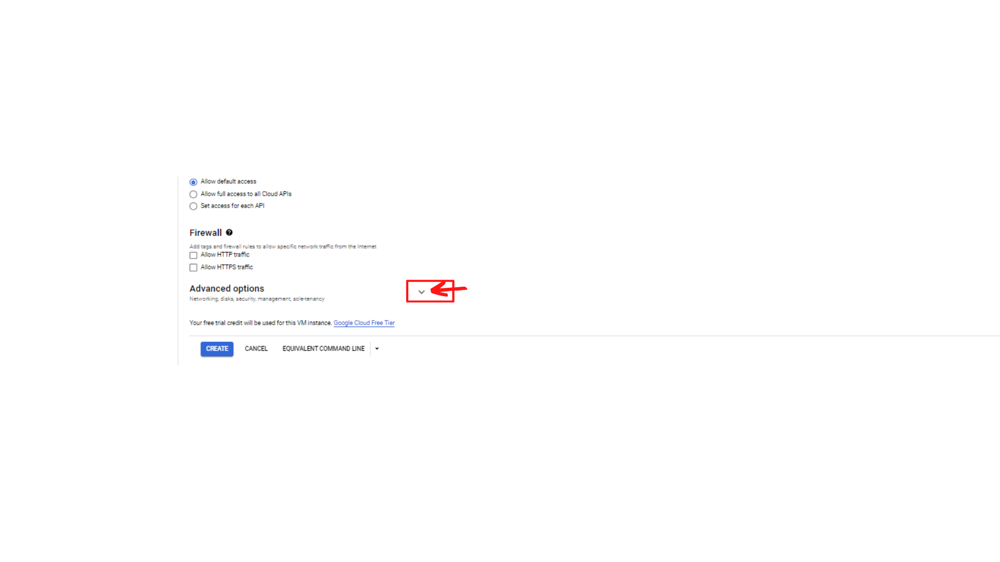 Allow default access
Allow full access to all Cloud APIs
Set access for each API
Firewall
Add tags and firewall rules to allow specific network traffic from the Internet
Allow HTTP traffic
Allow HTTPS traffic
Advanced options
Networking, disks, security, management, sole-tenancy
Your free trial credit will be used for this VM instance. Google Cloud Free Tier
CREATE CANCEL EQUIVALENT COMMAND LINE